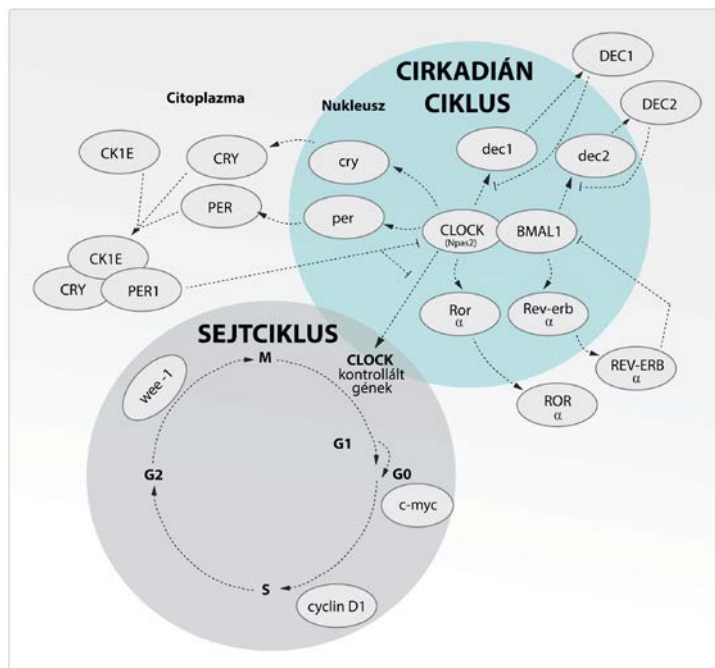 CIRKADIÁN
CIKLUS
Citoplazma
Nukleusz
DEC1
DEC2
CK1E
CRY
cry
dec1
dec2
PER
per
CLOCK
(Npas2)
BMAL1
CK1E
CRY
PER1
Ror
α
Rev-erb
α
REV-ERB
α
ROR
α
SEJTCIKLUS
M
CLOCK
kontrollált
gének
wee -1
G1
G2
G0
c-myc
S
cyclin D1